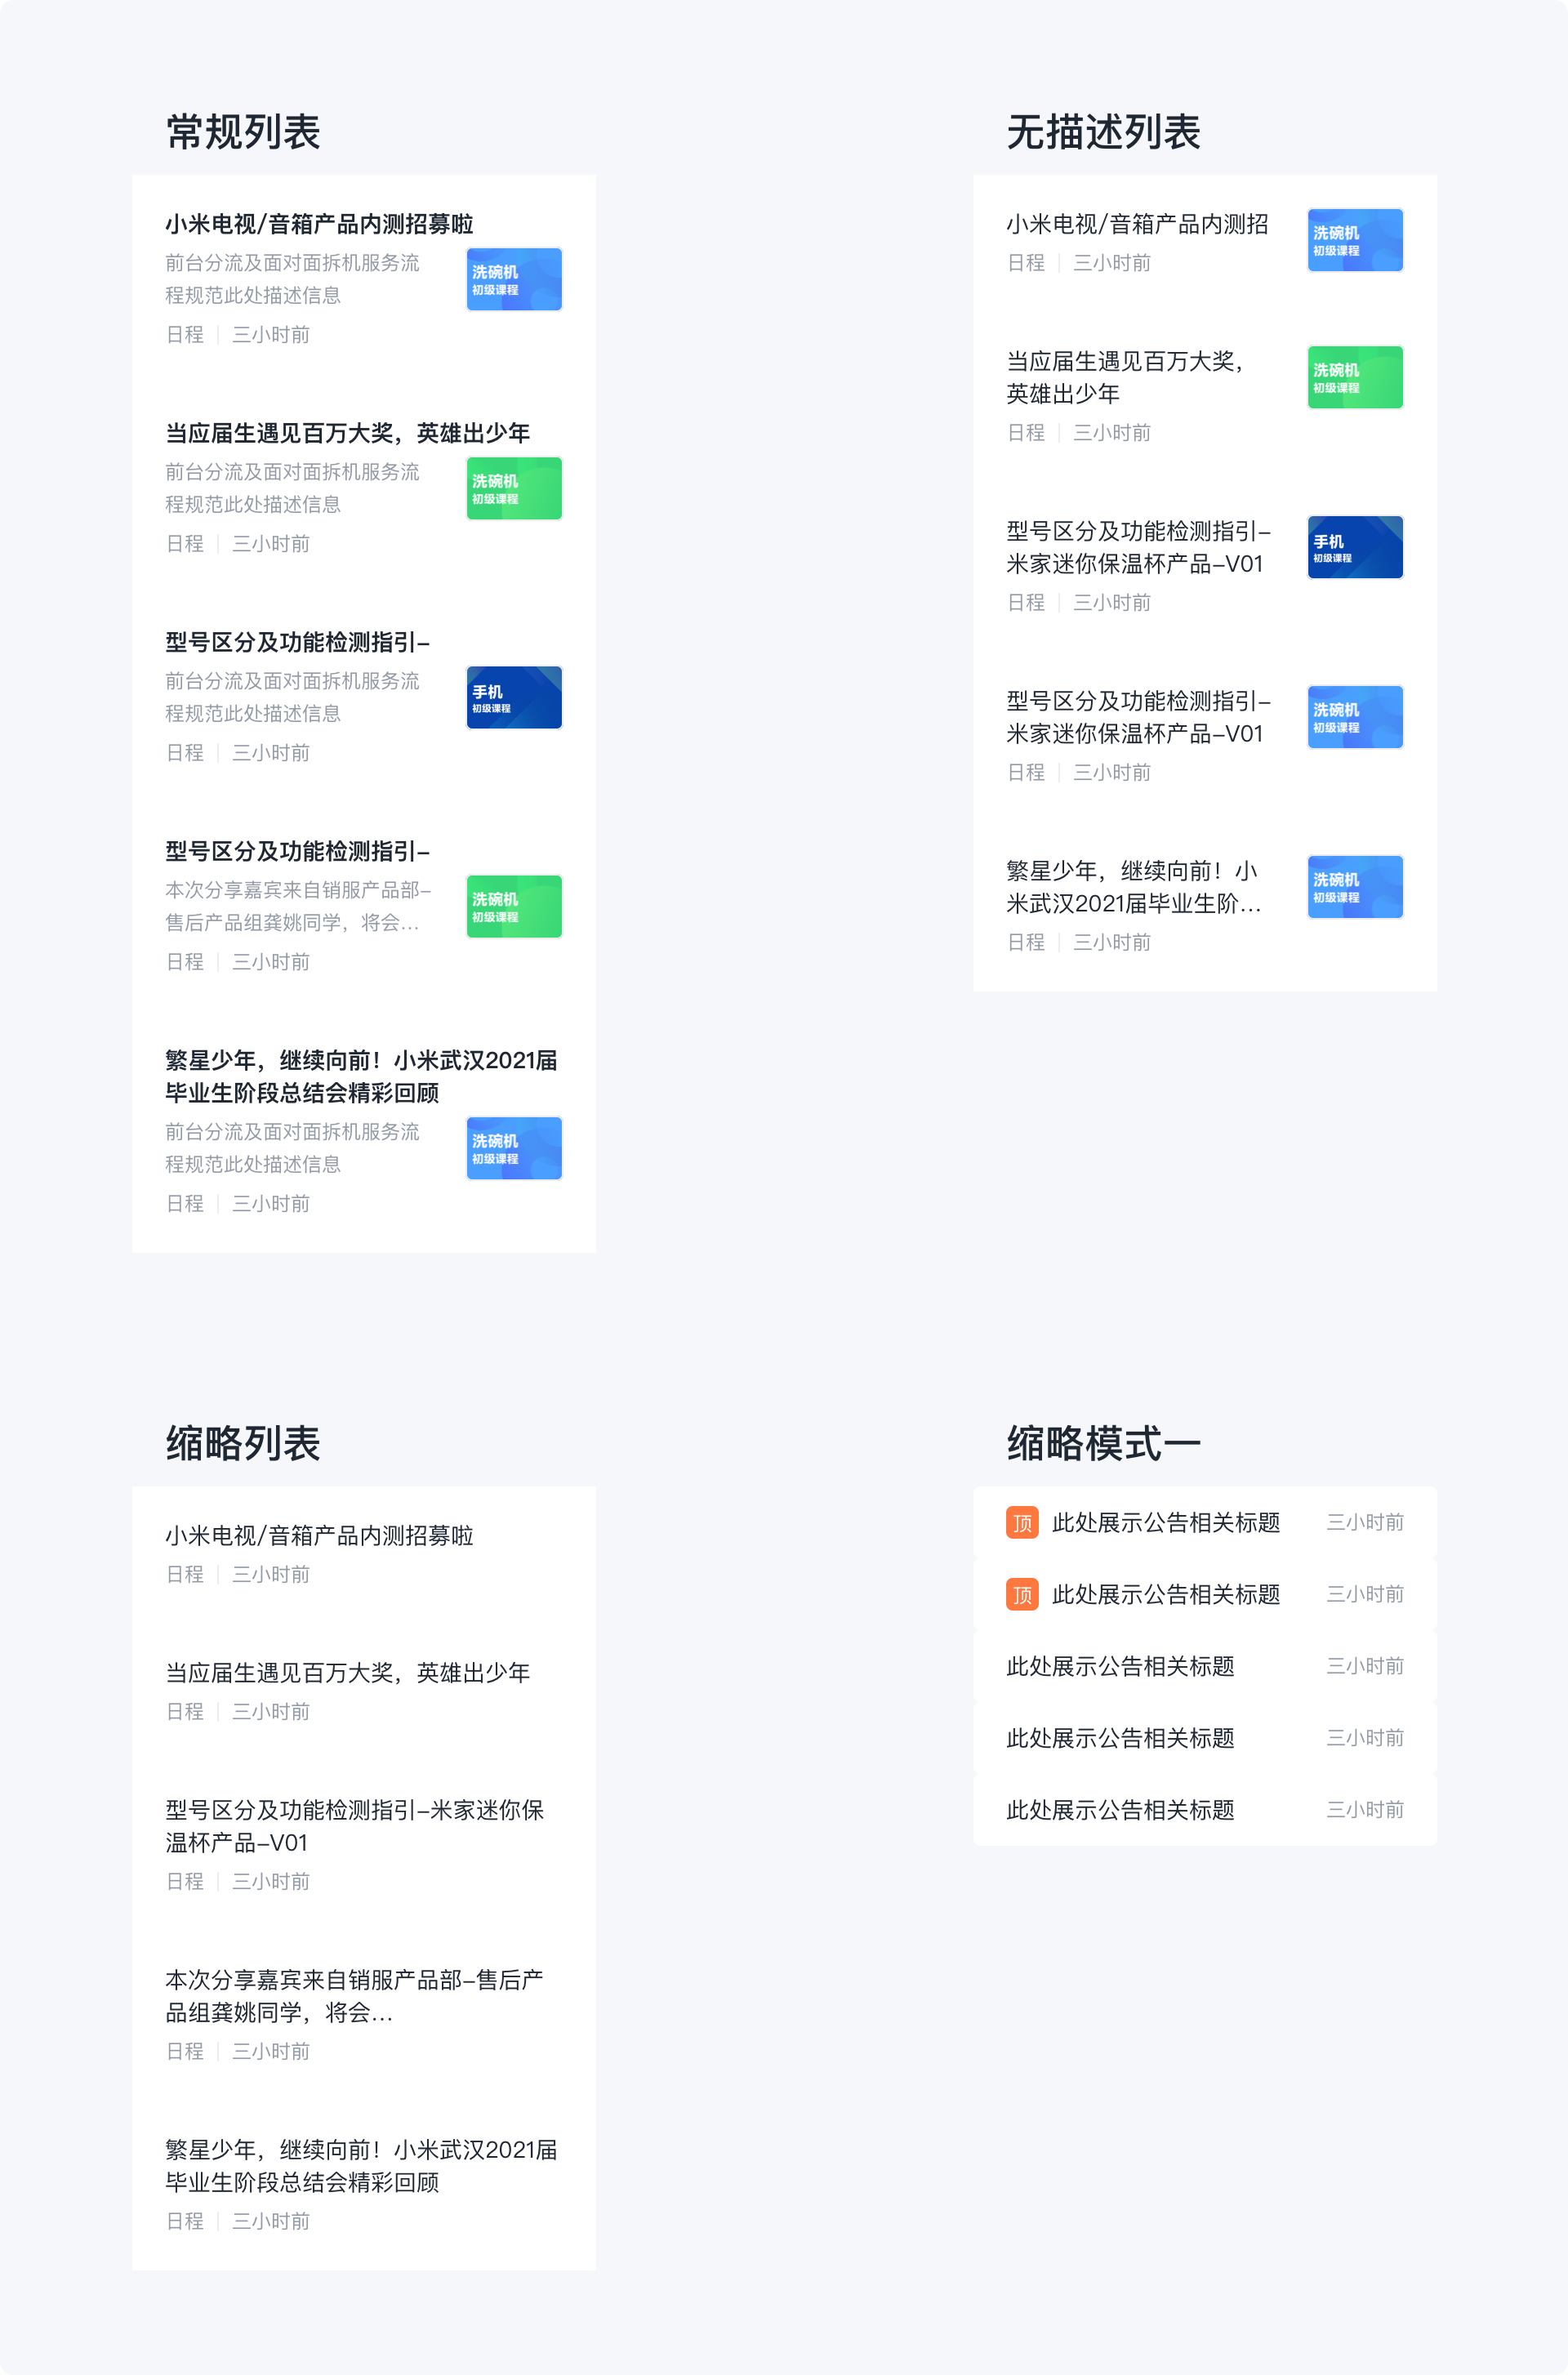 常规列表
小米电视/音箱产品内测招募啦
前台分流及面对面拆机服务流
程规范此处描述信息
洗碗机
初级课程
日程 三小时前
当应届生遇见百万大奖，英雄出少年
前台分流及面对面拆机服务流
程规范此处描述信息
洗碗机
初级课程
日程 三小时前
型号区分及功能检测指引-
前台分流及面对面拆机服务流
程规范此处描述信息
手机
初级课程
日程 三小时前
型号区分及功能检测指引-
本次分享嘉宾来自销服产品部-
售后产品组龚姚同学，将会...
洗碗机
初级课程
日程 三小时前
繁星少年，继续向前！小米武汉2021届
毕业生阶段总结会精彩回顾
前台分流及面对面拆机服务流
程规范此处描述信息
洗碗机
初级课程
日程 三小时前
无描述列表
小米电视/音箱产品内测招
日程 三小时前
洗碗机
初级课程
当应届生遇见百万大奖，
英雄出少年
日程 三小时前
洗碗机
初级课程
型号区分及功能检测指引-
米家迷你保温杯产品-V01
日程 三小时前
手机
初级课程
型号区分及功能检测指引-
米家迷你保温杯产品-V01
日程 三小时前
洗碗机
初级课程
繁星少年，继续向前！小
米武汉2021届毕业生阶...
日程 三小时前
洗碗机
初级课程
缩略列表
小米电视/音箱产品内测招募啦
日程 三小时前
当应届生遇见百万大奖，英雄出少年
日程 三小时前
型号区分及功能检测指引-米家迷你保
温杯产品-V01
日程 三小时前
本次分享嘉宾来自销服产品部-售后产
品组龚姚同学，将会...
日程 三小时前
繁星少年，继续向前！小米武汉2021届
毕业生阶段总结会精彩回顾
日程 三小时前
缩略模式一
顶 此处展示公告相关标题 三小时前
顶 此处展示公告相关标题 三小时前
此处展示公告相关标题 三小时前
此处展示公告相关标题 三小时前
此处展示公告相关标题 三小时前